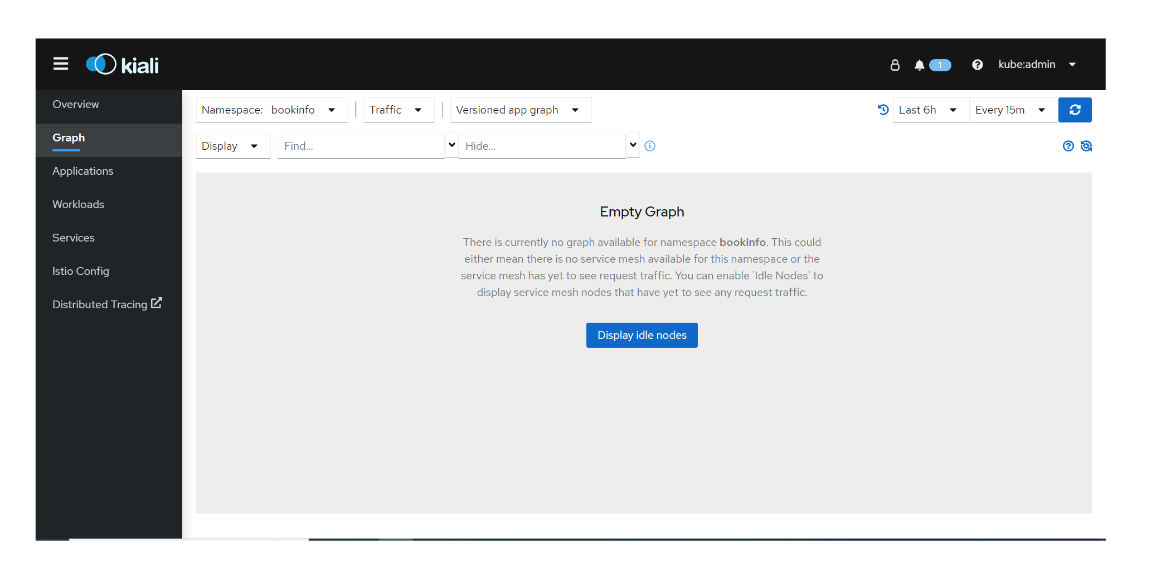 kiali
1
kube:admin
Overview
Graph
Applications
Workloads
Services
Istio Config
Distributed Tracing
Namespace: bookinfo
Traffic
Versioned app graph
Last 6h
Every 15m
Display
Find...
Hide...
Empty Graph
There is currently no graph available for namespace bookinfo. This could
either mean there is no service mesh available for this namespace or the
service mesh has yet to see request traffic. You can enable 'Idle Nodes' to
display service mesh nodes that have yet to see any request traffic.
Display idle nodes